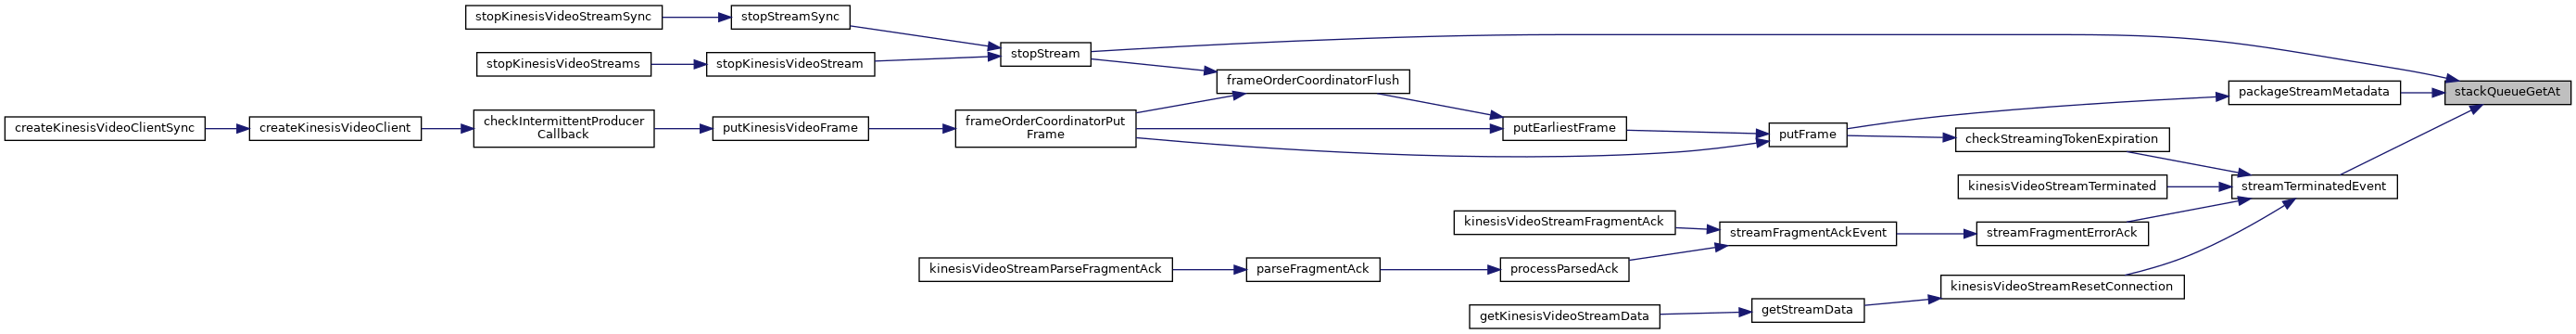 stopKinesisVideoStreamSync
stopStreamSync
stopKinesisVideoStreams
stopKinesisVideoStream
stopStream
frameOrderCoordinatorFlush
packageStreamMetadata
stackQueueGetAt
createKinesisVideoClientSync
createKinesisVideoClient
checkIntermittentProducer
Callback
putKinesisVideoFrame
frameOrderCoordinatorPut
Frame
putEarliestFrame
putFrame
checkStreamingTokenExpiration
kinesisVideoStreamTerminated
streamTerminatedEvent
kinesisVideoStreamFragmentAck
streamFragmentAckEvent
streamFragmentErrorAck
kinesisVideoStreamParseFragmentAck
parseFragmentAck
processParsedAck
kinesisVideoStreamResetConnection
getKinesisVideoStreamData
getStreamData